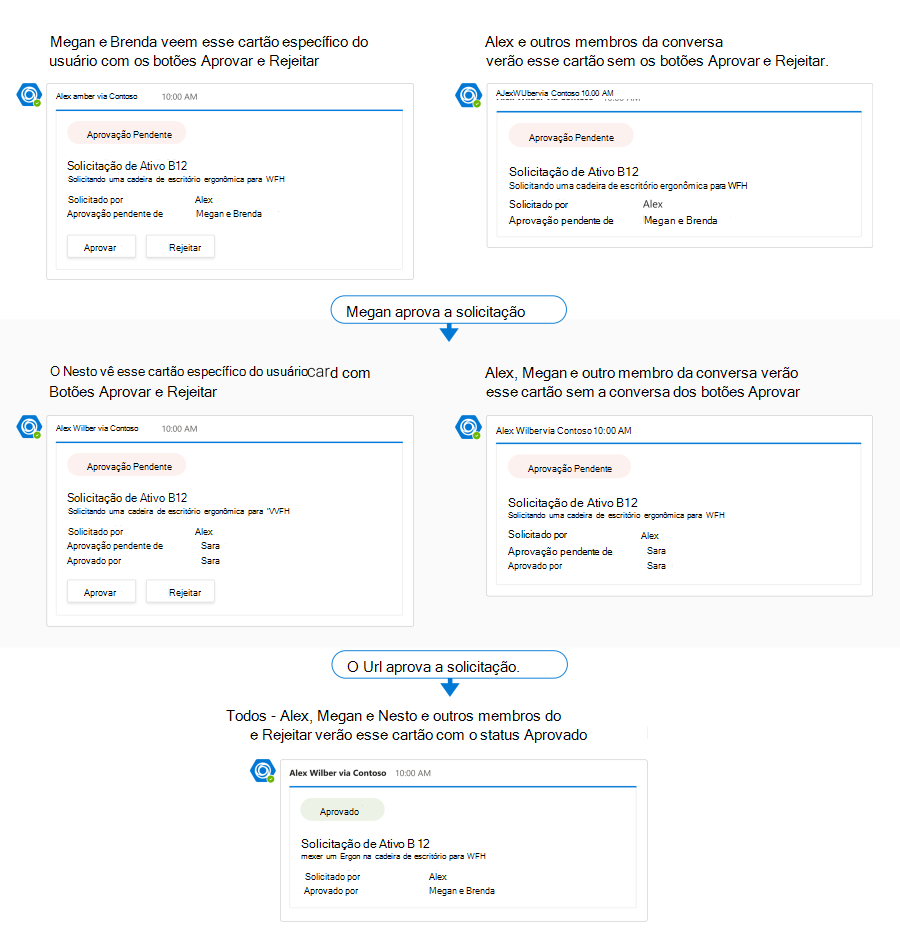 Megan e Brenda veem esse cartão específico do
usuário com os botões Aprovar e Rejeitar
Alex amber via Contoso 10:00 AM
Aprovação Pendente
Solicitação de Ativo B12
Solicitando uma cadeira de escritório ergonômica para WFH
Solicitado por Alex
Aprovação pendente de Megan e Brenda
Aprovar Rejeitar
Alex e outros membros da conversa
verão esse cartão sem os botões Aprovar e Rejeitar.
AJexWUbervia Contoso 10.00 AM
Aprovação Pendente
Solicitação de Ativo B12
Solicitando uma cadeira de escritório ergonômica para WFH
Solicitado por Alex
Aprovação pendente de Megan e Brenda
Megan aprova a solicitação
O Nesto vê esse cartão específico do usuáriocard com
Botões Aprovar e Rejeitar
Alex Wilber via Contoso 10:00 AM
Aprovação Pendente
Solicitação de Ativo B12
Solicitando uma cadeira de escritório ergonômica para "VVFH
Solicitado por Alex
Aprovação pendente de Sara
Aprovado por Sara
Aprovar Rejeitar
Alex, Megan e outro membro da conversa verão
esse cartão sem a conversa dos botões Aprovar
Alex Wilbervia Contoso 10:00 AM
Aprovação Pendente
Solicitação de Ativo B12
Solicitando uma cadeira de escritório ergonômica para WFH
Solicitado por Alex
Aprovação pendente de Sara
Aprovado por Sara
O Url aprova a solicitação.
Todos - Alex, Megan e Nesto e outros membros do
e Rejeitar verão esse cartão com o status Aprovado
Alex Wilber via Contoso 10:00 AM
Aprovado
Solicitação de Ativo B 12
mexer um Ergon na cadeira de escritório para WFH
Solicitado por Alex
Aprovado por Megan e Brenda